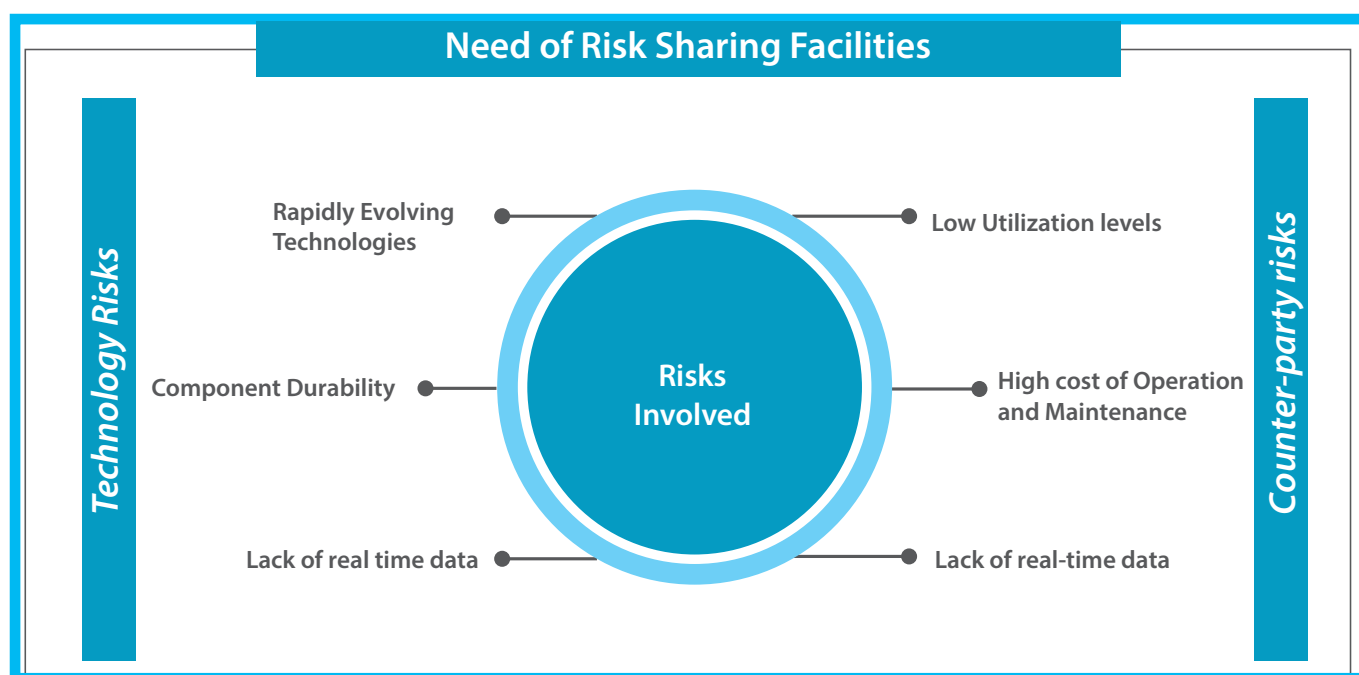 Need of Risk Sharing Facilities
Technology Risks
Rapidly Evolving
Technologies
Component Durability
Lack of real time data
Risks
Involved
Low Utilization levels
High cost of Operation
and Maintenance
Lack of real-time data
Counter-party risks